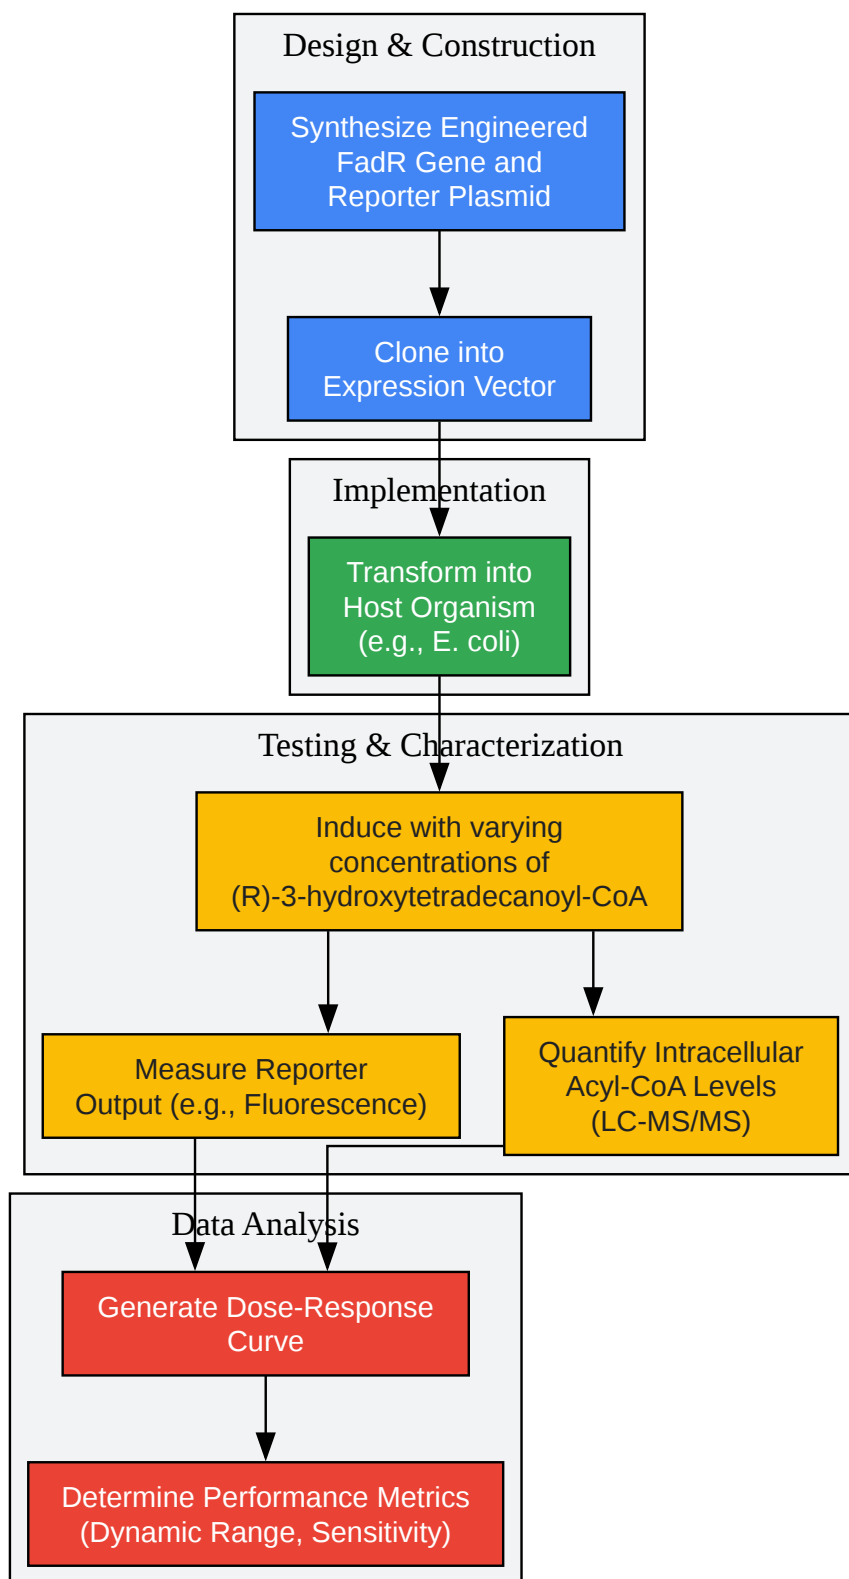 Design & Construction
Synthesize Engineered
FadR Gene and
Reporter Plasmid
Clone into
Expression Vector
Implementation
Transform into
Host Organism
(e.g., E. coli)
Testing & Characterization
Induce with varying
concentrations of
(R)-3-hydroxytetradecanoyl-CoA
Measure Reporter
Output (e.g., Fluorescence)
Quantify Intracellular
Acyl-CoA Levels
(LC-MS/MS)
Data Analysis
Generate Dose-Response
Curve
Determine Performance Metrics
(Dynamic Range, Sensitivity)